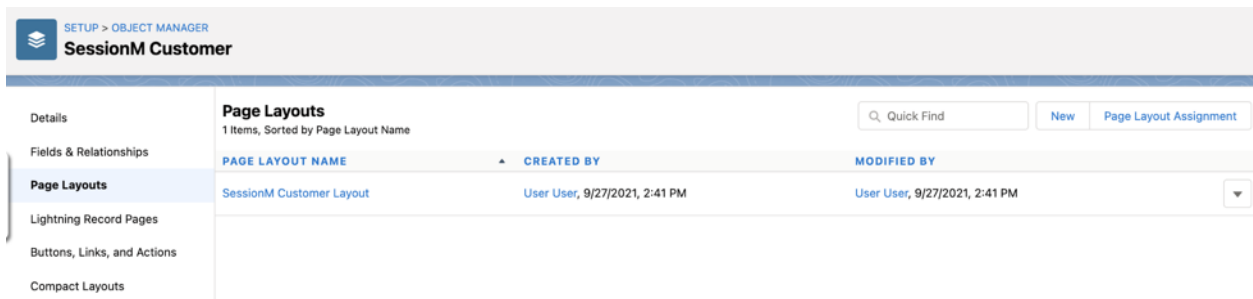 SETUP > OBJECT MANAGER
SessionM Customer
Details
Fields & Relationships
Page Layouts
Lightning Record Pages
Buttons, Links, and Actions
Compact Layouts
Page Layouts
1 Items, Sorted by Page Layout Name
Quick Find
New
Page Layout Assignment
PAGE LAYOUT NAME CREATED BY MODIFIED BY
SessionM Customer Layout User User, 9/27/2021, 2:41 PM User User, 9/27/2021, 2:41 PM